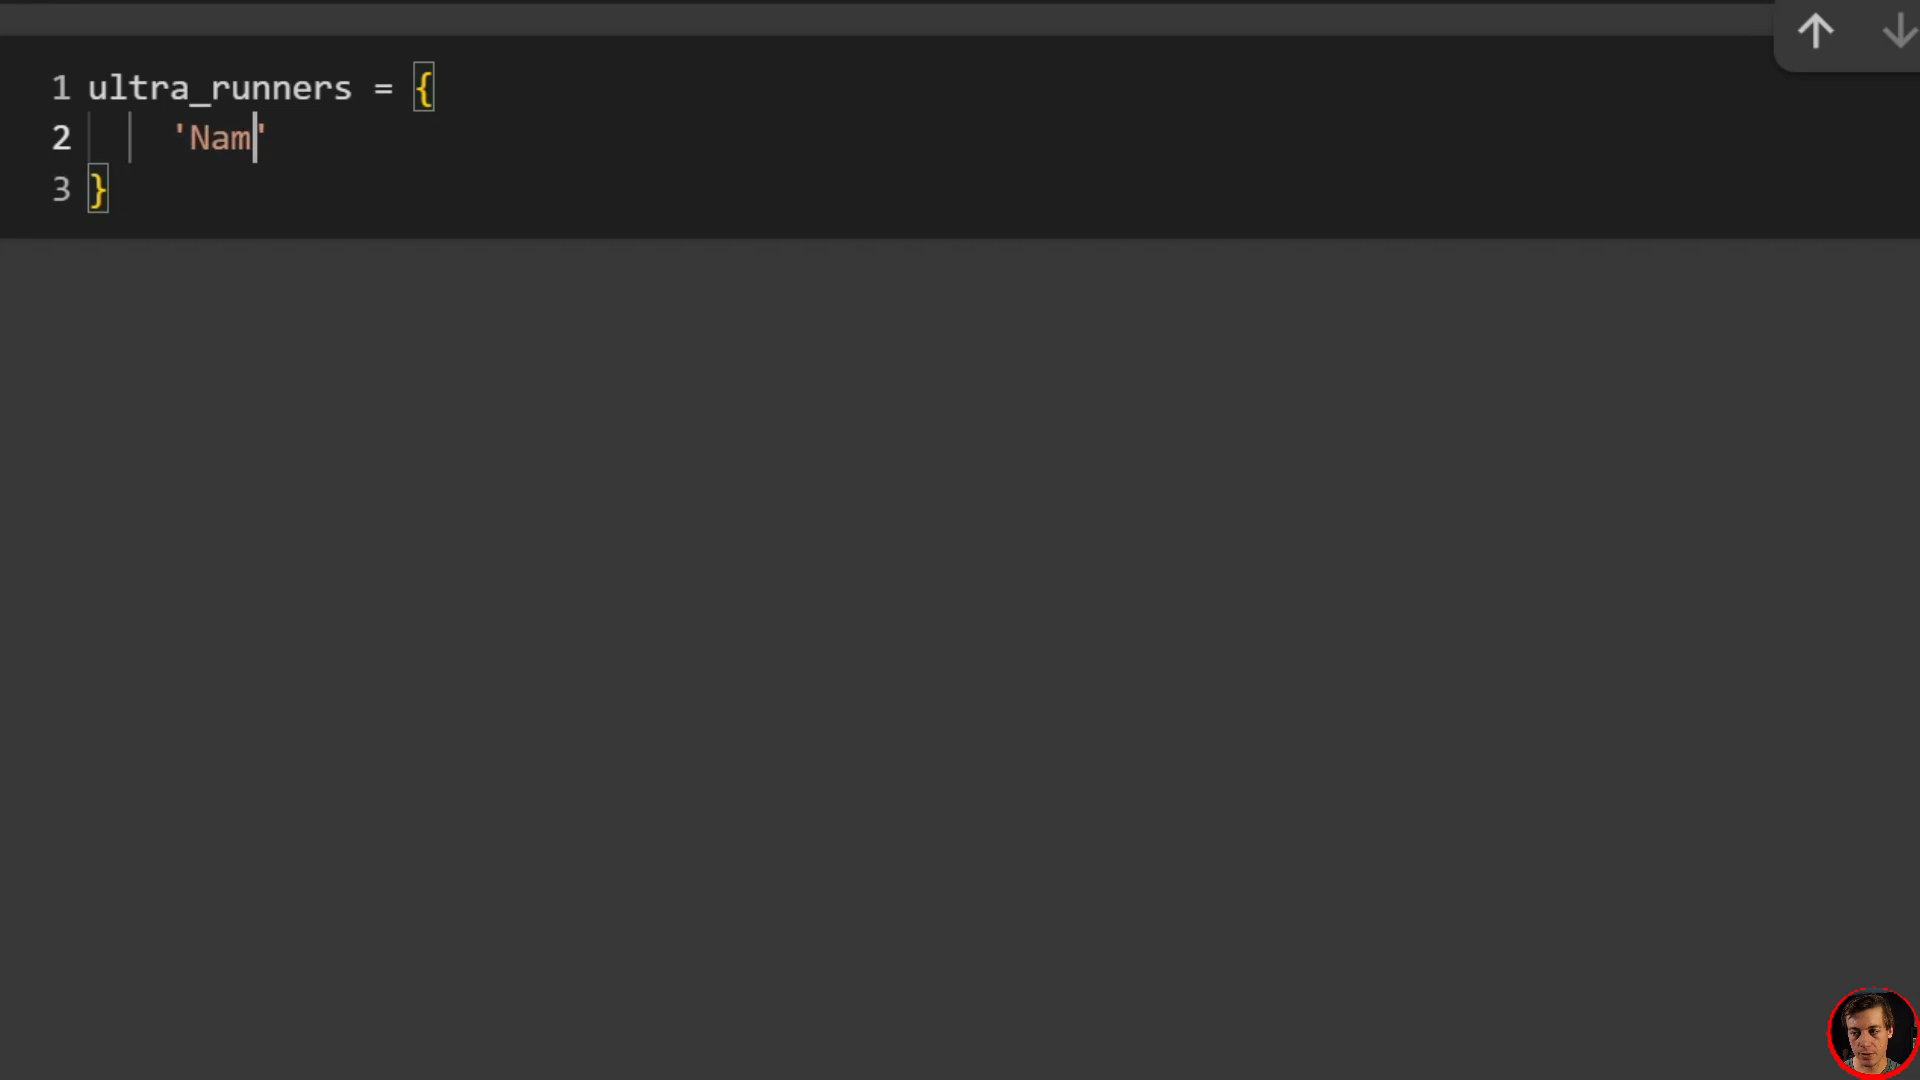 1 ultra_runners = {
2 'Nam'
3 }